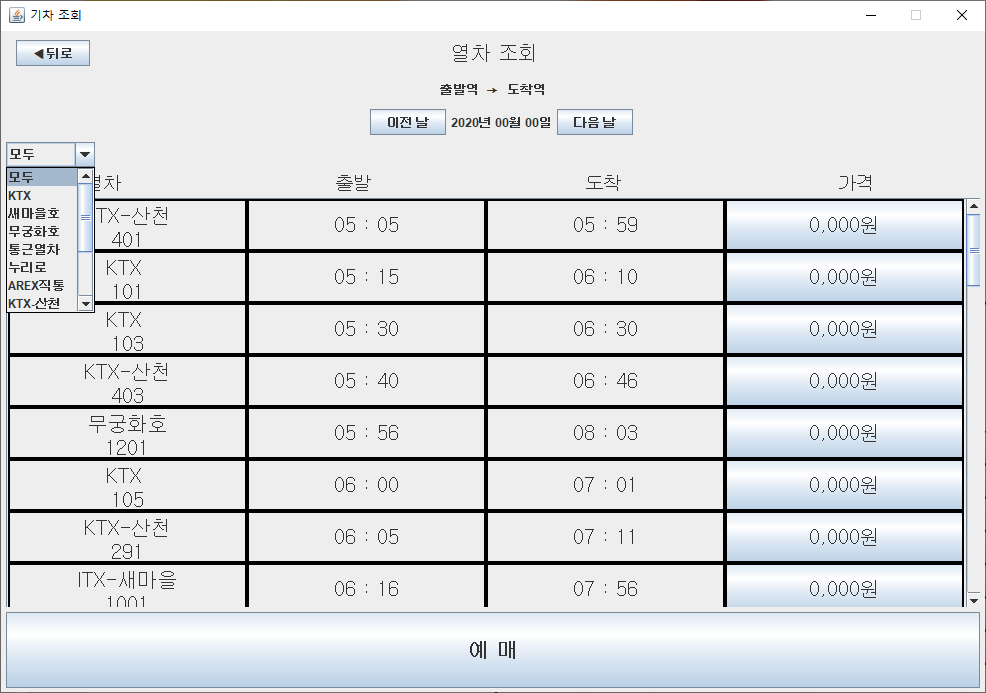 기차 조회
◀뒤로
열차 조회
출발역 → 도착역
이전 날 2020년 00월 00일 다음 날
모두
모두
KTX
새마을호
무궁화호
통근열차
누리로
AREX직통
KTX-산천
열차 출발 도착 가격
KTX-산천
401
05 : 05 05 : 59 0,000원
KTX
101
05 : 15 06 : 10 0,000원
KTX
103
05 : 30 06 : 30 0,000원
KTX-산천
403
05 : 40 06 : 46 0,000원
무궁화호
1201
05 : 56 08 : 03 0,000원
KTX
105
06 : 00 07 : 01 0,000원
KTX-산천
291
06 : 05 07 : 11 0,000원
ITX-새마을
1001
06 : 16 07 : 56 0,000원
예 매